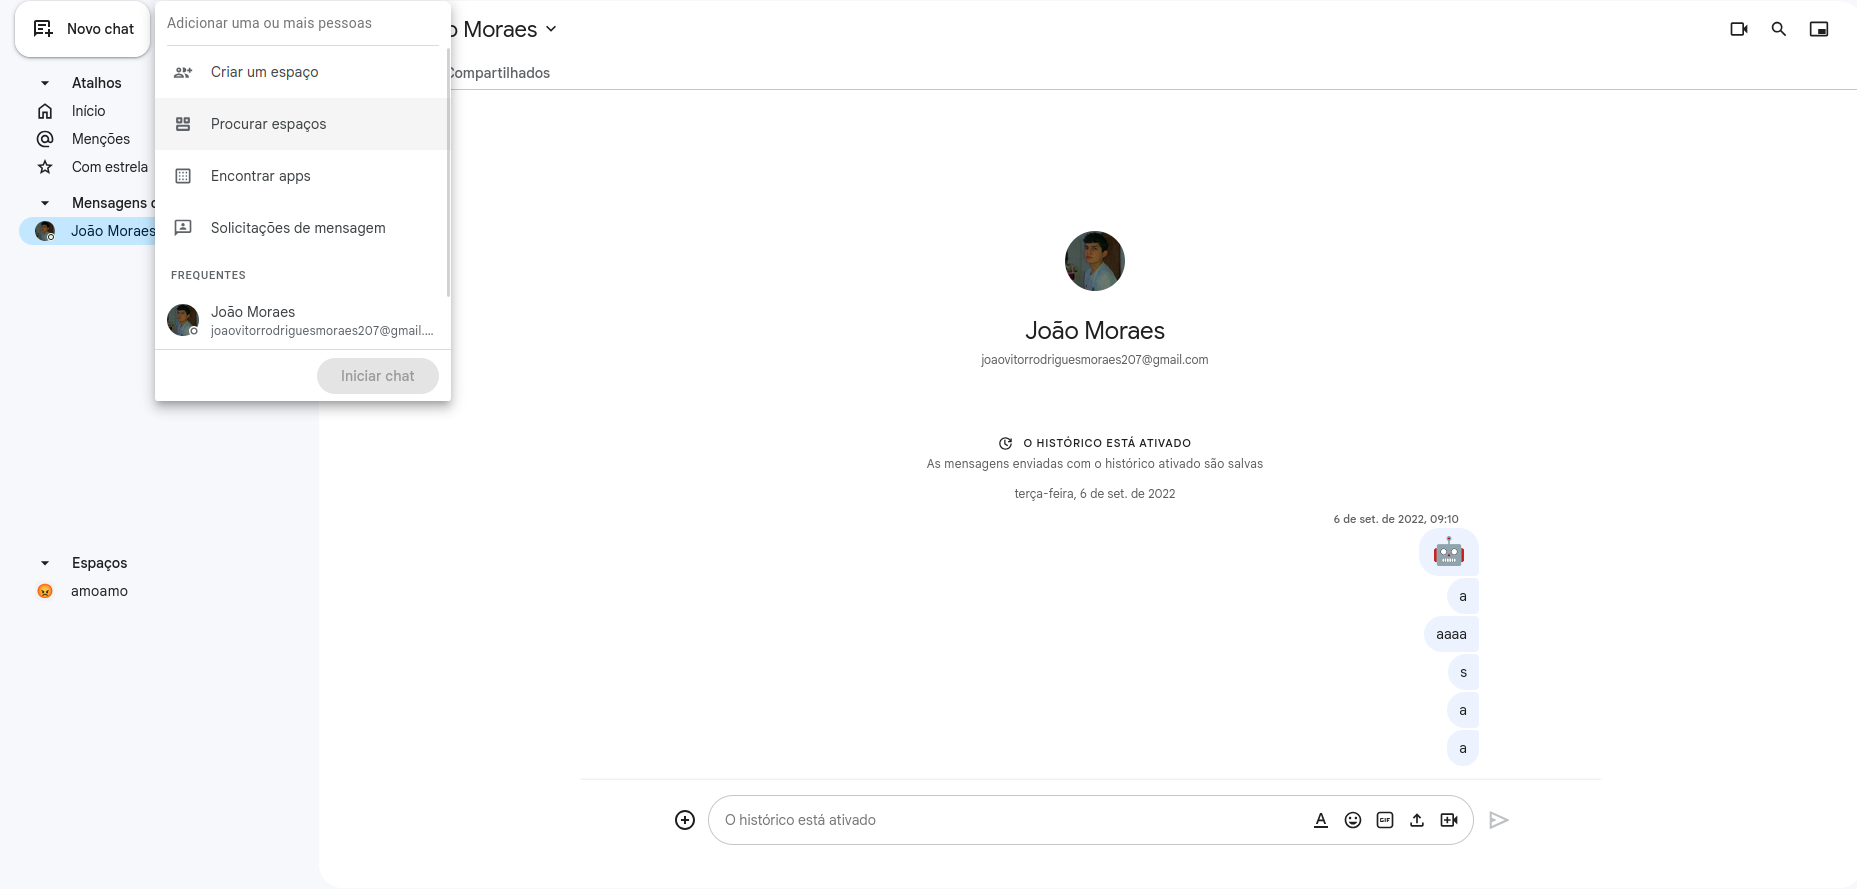 Novo chat
Atalhos
Início
Menções
Com estrela
Mensagens
João Moraes
Espaços
amoamo
Adicionar uma ou mais pessoas
Criar um espaço
Procurar espaços
Encontrar apps
Solicitações de mensagem
FREQUENTES
João Moraes
joaovitorrodriguesmoraes207@gmail....
Iniciar chat
o Moraes
Compartilhados
João Moraes
joaovitorrodriguesmoraes207@gmail.com
O HISTÓRICO ESTÁ ATIVADO
As mensagens enviadas com o histórico ativado são salvas
terça-feira, 6 de set. de 2022
6 de set. de 2022, 09:10
a
aaaa
s
a
a
O histórico está ativado
A
GIF